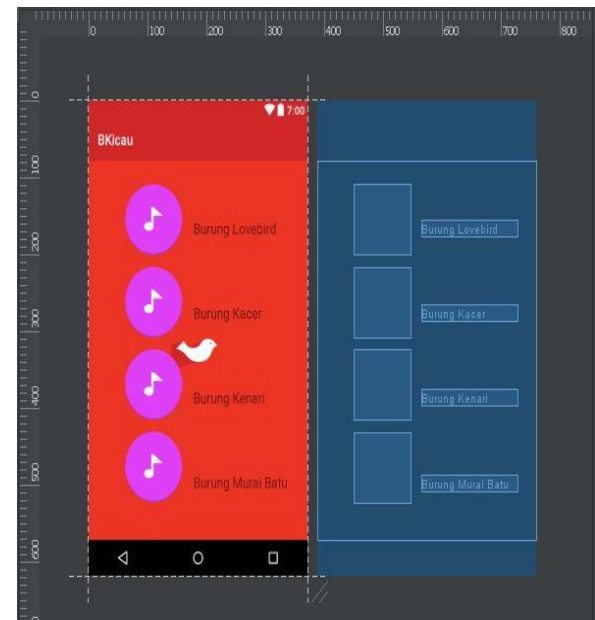 0 100 200 300 400 500 600 700 800
7:00
BKicau
Burung Lovebird
Burung Kacer
Burung Kenari
Burung Murai Batu
Burung Lovebird
Burung Kacer
Burung Kenari
Burung Murai Batu
0
100
200
300
400
500
600